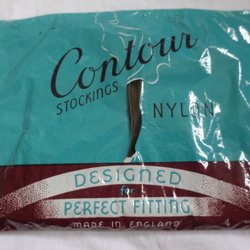 Contour
STOCKINGS
NYLON
DESIGNED
for
PERFECT FITTING
MADE IN ENGLAND